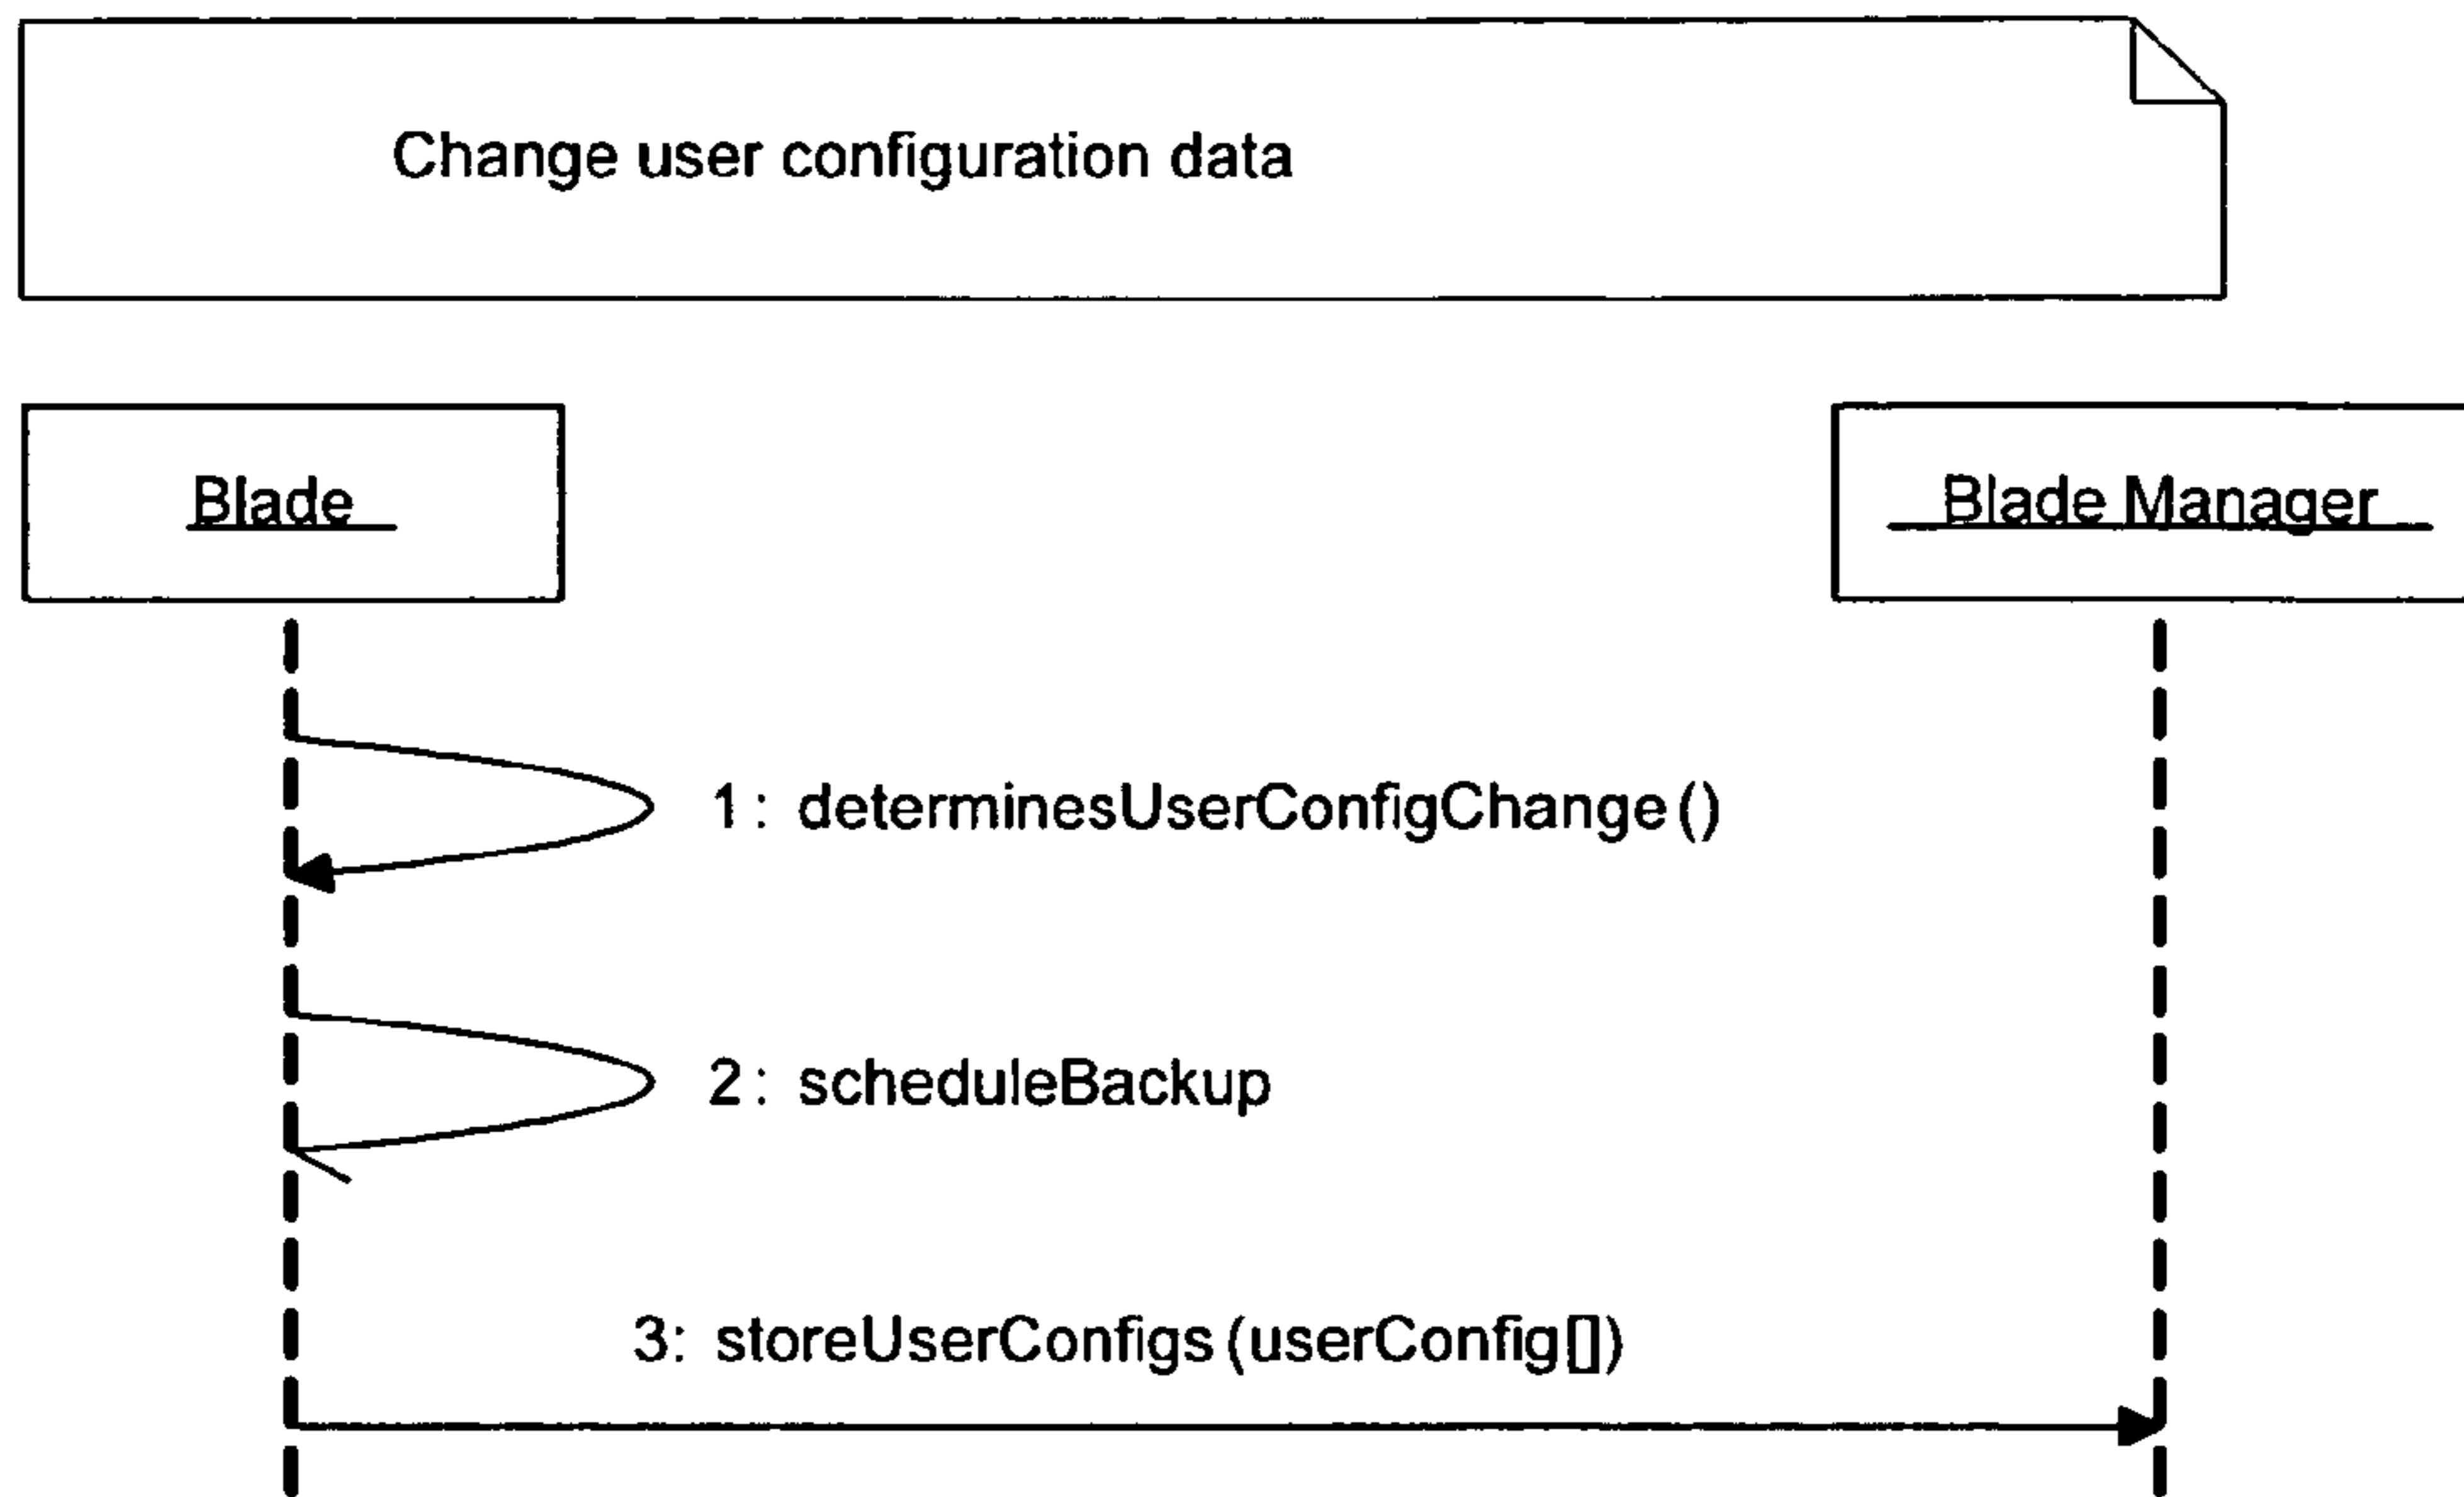 Change user configuration data
Blade
Blade Manager
1: determinesUserConfigChange()
2: scheduleBackup
3: storeUserConfigs(userConfig[])